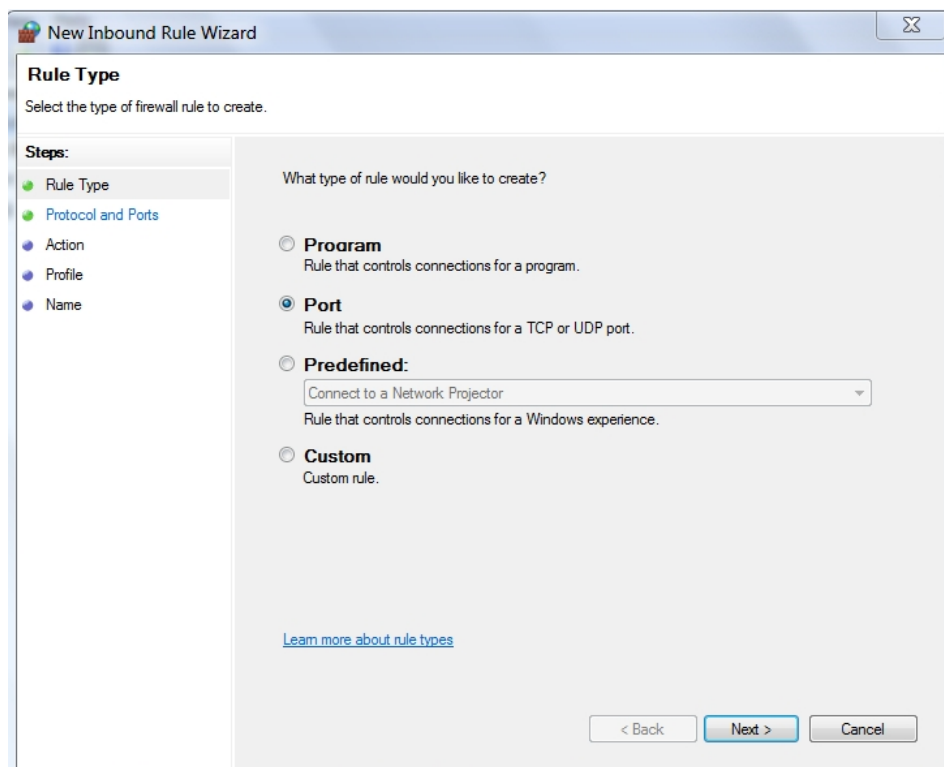 New Inbound Rule Wizard
Rule Type
Select the type of firewall rule to create.
Steps:
Rule Type
Protocol and Ports
Action
Profile
Name
What type of rule would you like to create?
Program
Rule that controls connections for a program.
Port
Rule that controls connections for a TCP or UDP port.
Predefined:
Connect to a Network Projector
Rule that controls connections for a Windows experience.
Custom
Custom rule.
Learn more about rule types
< Back Next > Cancel